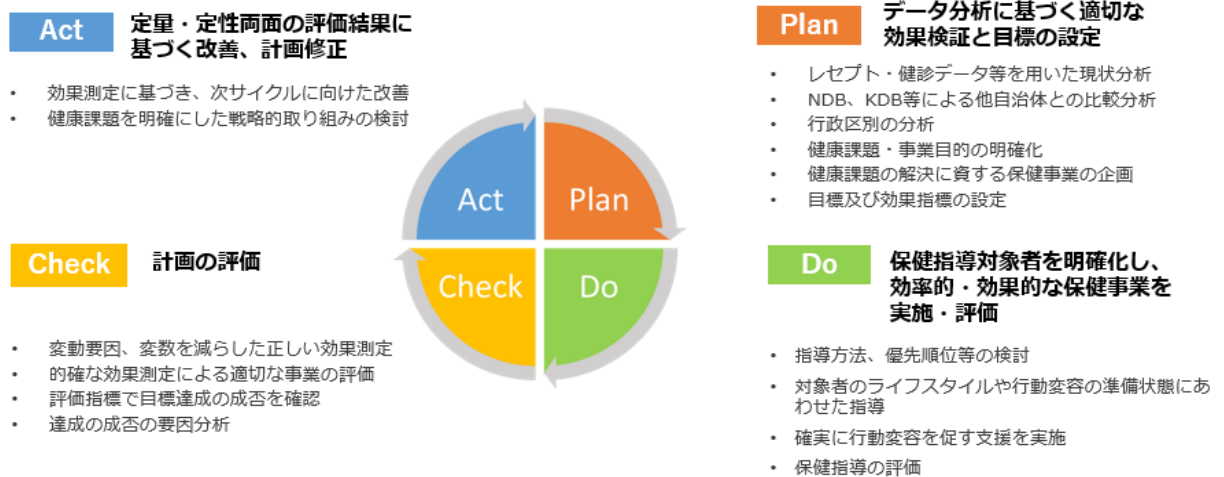 Act
定量・定性両面の評価結果に
基づく改善、計画修正
• 効果測定に基づき、次サイクルに向けた改善
• 健康課題を明確にした戦略的取り組みの検討
Plan
データ分析に基づく適切な
効果検証と目標の設定
• レセプト・健診データ等を用いた現状分析
• NDB、KDB等による他自治体との比較分析
• 行政区別の分析
• 健康課題・事業目的の明確化
• 健康課題の解決に資する保健事業の企画
• 目標及び効果指標の設定
Act
Plan
Check
Do
Check
計画の評価
• 変動要因、変数を減らした正しい効果測定
• 的確な効果測定による適切な事業の評価
• 評価指標で目標達成の成否を確認
• 達成の成否の要因分析
Do
保健指導対象者を明確化し、
効率的・効果的な保健事業を
実施・評価
• 指導方法、優先順位等の検討
• 対象者のライフスタイルや行動変容の準備状態にあ
わせた指導
• 確実に行動変容を促す支援を実施
• 保健指導の評価